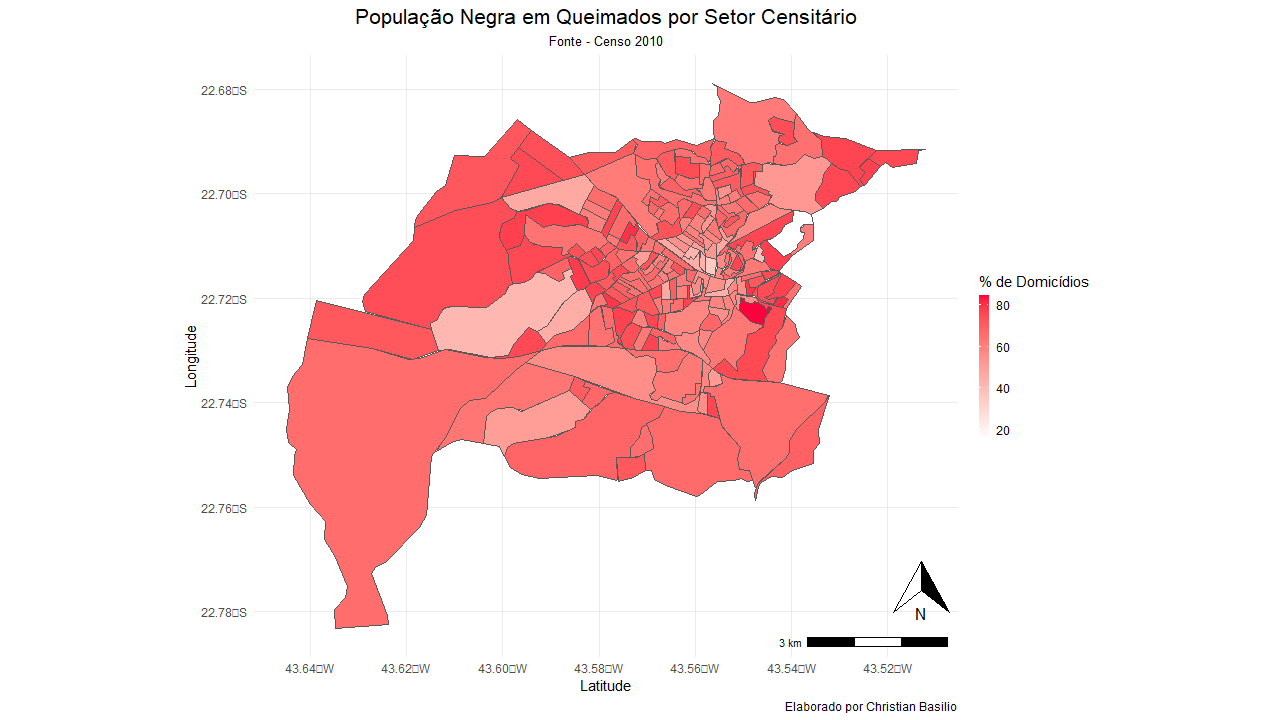 População Negra em Queimados por Setor Censitário
Fonte - Censo 2010
22.68□S
22.70□S
22.72□S
22.74□S
22.76□S
22.78□S
Longitude
% de Domicídios
80
60
40
20
N
3 km
43.64□W
43.62□W
43.60□W
43.58□W
43.56□W
43.54□W
43.52□W
Latitude
Elaborado por Christian Basilio